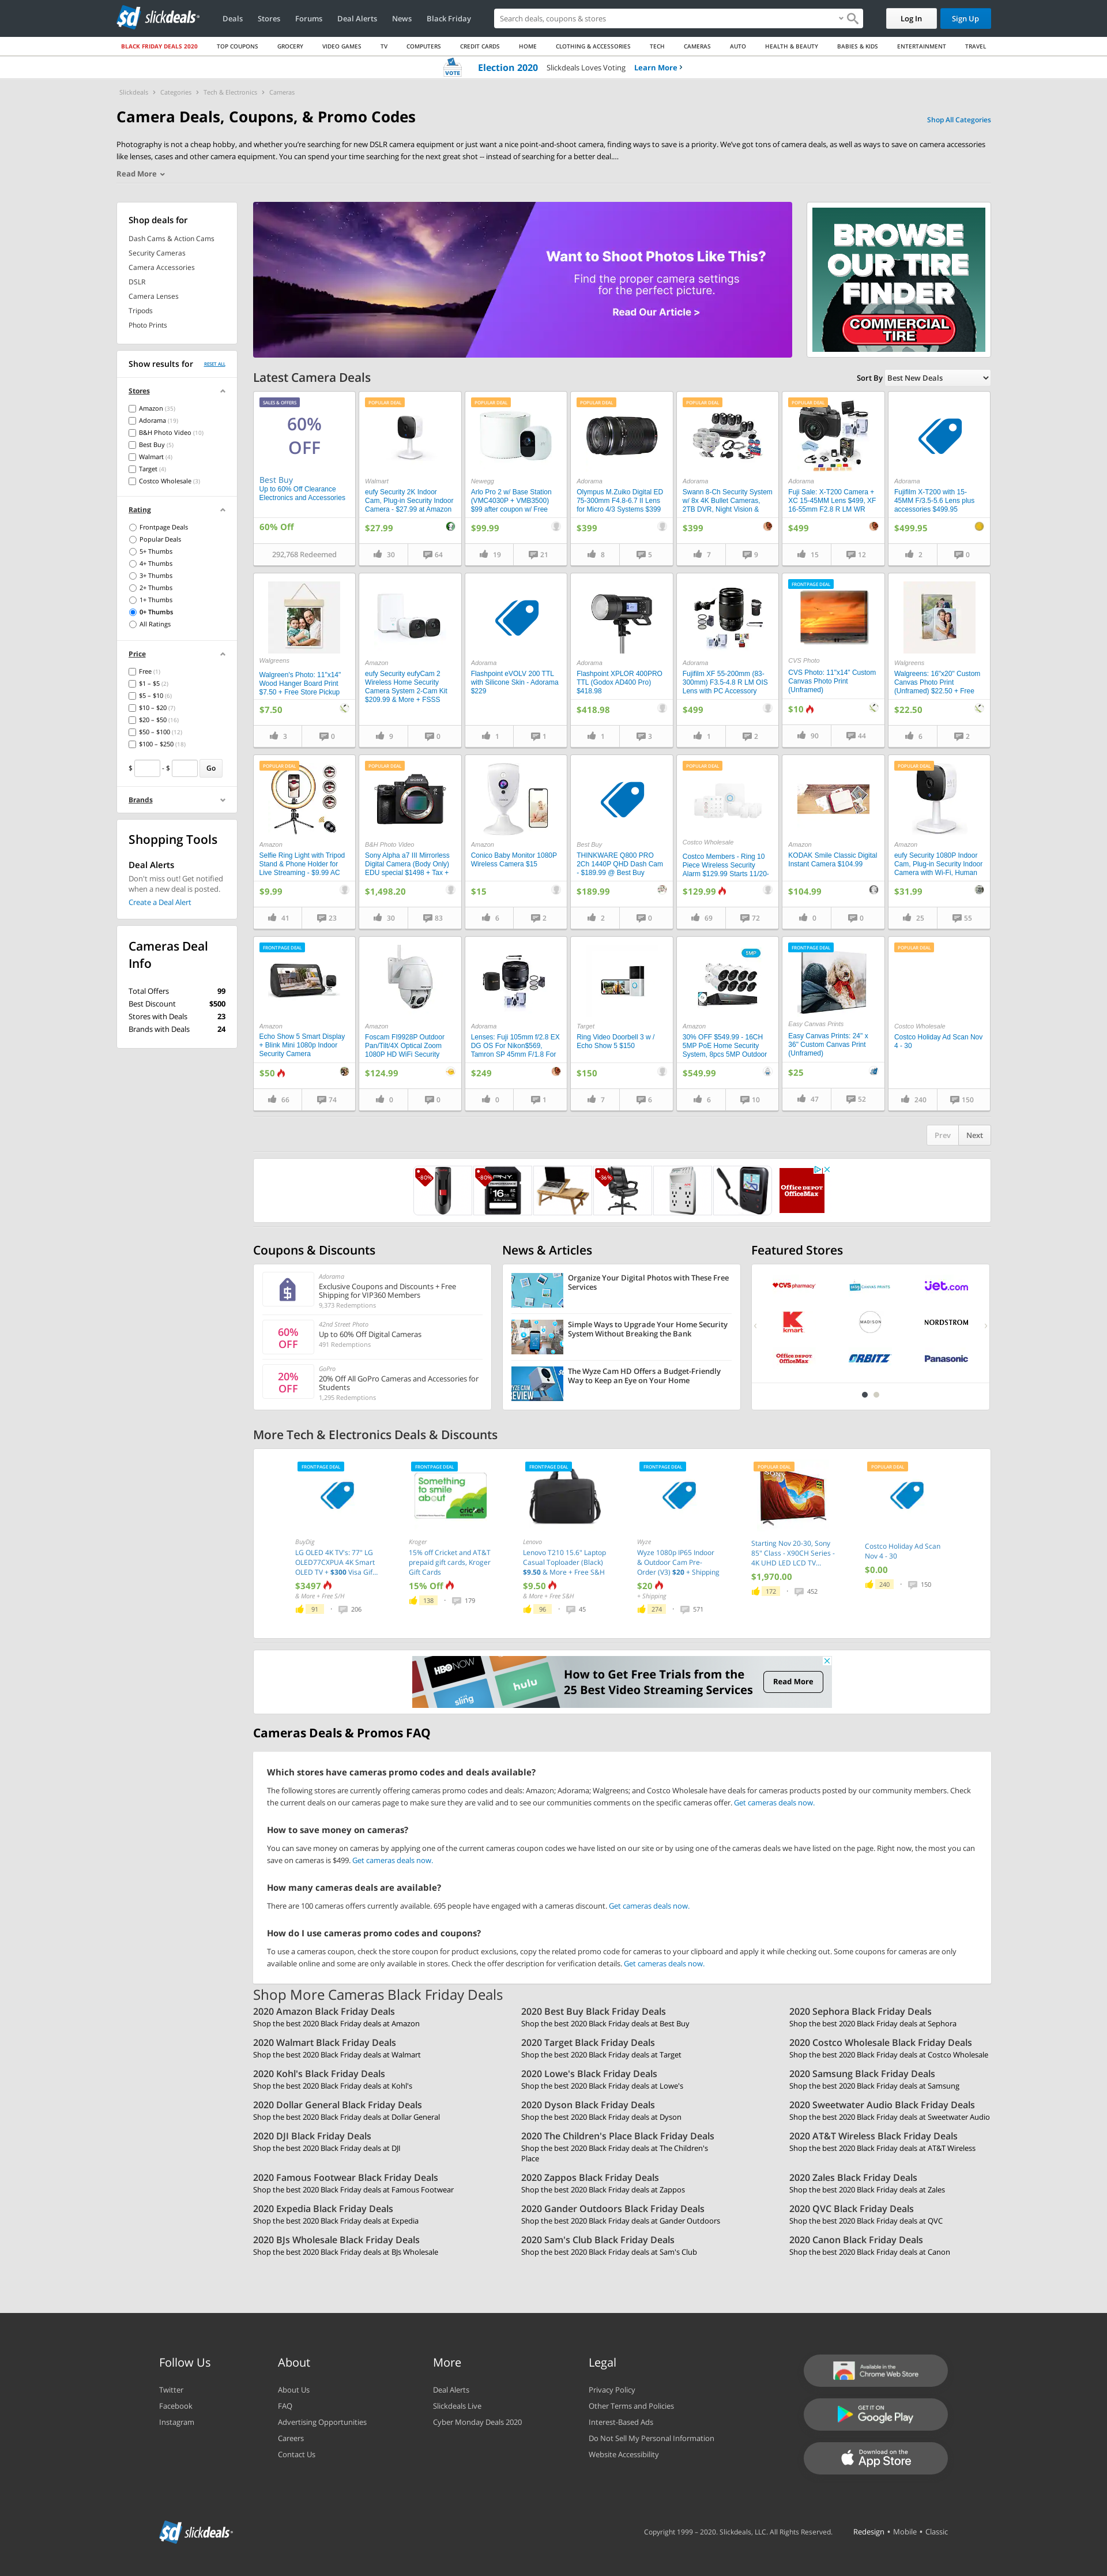 sd slickdeals
Deals Stores Forums Deal Alerts News Black Friday
Search deals, coupons & stores
Log In Sign Up
BLACK FRIDAY DEALS 2020 TOP COUPONS GROCERY VIDEO GAMES TV COMPUTERS CREDIT CARDS HOME CLOTHING & ACCESSORIES TECH CAMERAS AUTO HEALTH & BEAUTY BABIES & KIDS ENTERTAINMENT TRAVEL
VOTE Election 2020 Slickdeals Loves Voting Learn More ›
Slickdeals > Categories > Tech & Electronics > Cameras
Camera Deals, Coupons, & Promo Codes
Shop All Categories
Photography is not a cheap hobby, and whether you're searching for new DSLR camera equipment or just want a nice point-and-shoot camera, finding ways to save is a priority. We've got tons of camera deals, as well as ways to save on camera accessories
like lenses, cases and other camera equipment. You can spend your time searching for the next great shot -- instead of searching for a better deal....
Read More
Shop deals for
Dash Cams & Action Cams
Security Cameras
Camera Accessories
DSLR
Camera Lenses
Tripods
Photo Prints
Show results for RESET ALL
Stores
Amazon (35)
Adorama (19)
B&H Photo Video (10)
Best Buy (5)
Walmart (4)
Target (4)
Costco Wholesale (3)
Rating
Frontpage Deals
Popular Deals
5+ Thumbs
4+ Thumbs
3+ Thumbs
2+ Thumbs
1+ Thumbs
0+ Thumbs
All Ratings
Price
Free (1)
$1 – $5 (2)
$5 – $10 (6)
$10 – $20 (7)
$20 – $50 (16)
$50 – $100 (12)
$100 – $250 (18)
$ - $ Go
Brands
Shopping Tools
Deal Alerts
Don't miss out! Get notified
when a new deal is posted.
Create a Deal Alert
Cameras Deal
Info
Total Offers 99
Best Discount $500
Stores with Deals 23
Brands with Deals 24
Want to Shoot Photos Like This?
Find the proper camera settings
for the perfect picture.
Read Our Article >
BROWSE
OUR TIRE
FINDER
COMMERCIAL
TIRE
Latest Camera Deals
Sort By Best New Deals
SALES & OFFERS
60%
OFF
Best Buy
Up to 60% Off Clearance
Electronics and Accessories
60% Off
292,768 Redeemed
POPULAR DEAL
Walmart
eufy Security 2K Indoor
Cam, Plug-in Security Indoor
Camera - $27.99 at Amazon
$27.99
30 64
POPULAR DEAL
Newegg
Arlo Pro 2 w/ Base Station
(VMC4030P + VMB3500)
$99 after coupon w/ Free
$99.99
19 21
POPULAR DEAL
Adorama
Olympus M.Zuiko Digital ED
75-300mm F4.8-6.7 II Lens
for Micro 4/3 Systems $399
$399
8 5
POPULAR DEAL
Adorama
Swann 8-Ch Security System
w/ 8x 4K Bullet Cameras,
2TB DVR, Night Vision &
$399
7 9
POPULAR DEAL
Adorama
Fuji Sale: X-T200 Camera +
XC 15-45MM Lens $499, XF
16-55mm F2.8 R LM WR
$499
15 12
Adorama
Fujifilm X-T200 with 15-
45MM F/3.5-5.6 Lens plus
accessories $499.95
$499.95
2 0
Walgreens
Walgreen's Photo: 11"x14"
Wood Hanger Board Print
$7.50 + Free Store Pickup
$7.50
3 0
Amazon
eufy Security eufyCam 2
Wireless Home Security
Camera System 2-Cam Kit
$209.99 & More + FSSS
9 0
Adorama
Flashpoint eVOLV 200 TTL
with Silicone Skin - Adorama
$229
1 1
Adorama
Flashpoint XPLOR 400PRO
TTL (Godox AD400 Pro)
$418.98
$418.98
1 3
Adorama
Fujifilm XF 55-200mm (83-
300mm) F3.5-4.8 R LM OIS
Lens with PC Accessory
$499
1 2
FRONTPAGE DEAL
CVS Photo
CVS Photo: 11"x14" Custom
Canvas Photo Print
(Unframed)
$10
90 44
Walgreens
Walgreens: 16"x20" Custom
Canvas Photo Print
(Unframed) $22.50 + Free
$22.50
6 2
POPULAR DEAL
Amazon
Selfie Ring Light with Tripod
Stand & Phone Holder for
Live Streaming - $9.99 AC
$9.99
41 23
POPULAR DEAL
B&H Photo Video
Sony Alpha a7 III Mirrorless
Digital Camera (Body Only)
EDU special $1498 + Tax +
$1,498.20
30 83
Amazon
Conico Baby Monitor 1080P
Wireless Camera $15
$15
6 2
Best Buy
THINKWARE Q800 PRO
2Ch 1440P QHD Dash Cam
- $189.99 @ Best Buy
$189.99
2 0
POPULAR DEAL
Costco Wholesale
Costco Members - Ring 10
Piece Wireless Security
Alarm $129.99 Starts 11/20-
$129.99
69 72
Amazon
KODAK Smile Classic Digital
Instant Camera $104.99
$104.99
0 0
POPULAR DEAL
Amazon
eufy Security 1080P Indoor
Cam, Plug-in Security Indoor
Camera with Wi-Fi, Human
$31.99
25 55
FRONTPAGE DEAL
Amazon
Echo Show 5 Smart Display
+ Blink Mini 1080p Indoor
Security Camera
$50
66 74
Amazon
Foscam FI9928P Outdoor
Pan/Tilt/4X Optical Zoom
1080P HD WiFi Security
$124.99
0 0
Adorama
Lenses: Fuji 105mm f/2.8 EX
DG OS For Nikon$569,
Tamron SP 45mm F/1.8 For
$249
0 1
Target
Ring Video Doorbell 3 w /
Echo Show 5 $150
$150
7 6
5MP
Amazon
30% OFF $549.99 - 16CH
5MP PoE Home Security
System, 8pcs 5MP Outdoor
$549.99
6 10
FRONTPAGE DEAL
Easy Canvas Prints
Easy Canvas Prints: 24" x
36" Custom Canvas Print
(Unframed)
$25
47 52
POPULAR DEAL
Costco Wholesale
Costco Holiday Ad Scan Nov
4 - 30
240 150
Prev Next
-80%
-80%
PNY
16
-36%
Office DEPOT
OfficeMax
Coupons & Discounts
Adorama
Exclusive Coupons and Discounts + Free
Shipping for VIP360 Members
9,373 Redemptions
60%
OFF
42nd Street Photo
Up to 60% Off Digital Cameras
491 Redemptions
20%
OFF
GoPro
20% Off All GoPro Cameras and Accessories for
Students
1,295 Redemptions
News & Articles
Organize Your Digital Photos with These Free
Services
Simple Ways to Upgrade Your Home Security
System Without Breaking the Bank
The Wyze Cam HD Offers a Budget-Friendly
Way to Keep an Eye on Your Home
Featured Stores
CVS pharmacy
Jet.com
kmart
MADISON
NORDSTROM
Office DEPOT
OfficeMax
ORBITZ
Panasonic
More Tech & Electronics Deals & Discounts
FRONTPAGE DEAL
BuyDig
LG OLED 4K TV's: 77" LG
OLED77CXPUA 4K Smart
OLED TV + $300 Visa Gif...
$3497
& More + Free S/H
91 • 206
FRONTPAGE DEAL
Something
to smile
about
cricket
Kroger
15% off Cricket and AT&T
prepaid gift cards, Kroger
Gift Cards
15% Off
138 • 179
FRONTPAGE DEAL
Lenovo
Lenovo T210 15.6" Laptop
Casual Toploader (Black)
$9.50 & More + Free S&H
$9.50
& More + Free S&H
96 • 45
FRONTPAGE DEAL
Wyze
Wyze 1080p IP65 Indoor
& Outdoor Cam Pre-
Order (V3) $20 + Shipping
$20
+ Shipping
274 • 571
POPULAR DEAL
SONY
Starting Nov 20-30, Sony
85" Class - X90CH Series -
4K UHD LED LCD TV...
$1,970.00
172 • 452
POPULAR DEAL
Costco Holiday Ad Scan
Nov 4 - 30
$0.00
240 • 150
HBO NOW
sling
hulu
How to Get Free Trials from the
25 Best Video Streaming Services
Read More
Cameras Deals & Promos FAQ
Which stores have cameras promo codes and deals available?
The following stores are currently offering cameras promo codes and deals: Amazon; Adorama; Walgreens; and Costco Wholesale have deals for cameras products posted by our community members. Check
the current deals on our cameras page to make sure they are valid and to see our communities comments on the specific cameras offer. Get cameras deals now.
How to save money on cameras?
You can save money on cameras by applying one of the current cameras coupon codes we have listed on our site or by using one of the cameras deals we have listed on the page. Right now, the most you can
save on cameras is $499. Get cameras deals now.
How many cameras deals are available?
There are 100 cameras offers currently available. 695 people have engaged with a cameras discount. Get cameras deals now.
How do I use cameras promo codes and coupons?
To use a cameras coupon, check the store coupon for product exclusions, copy the related promo code for cameras to your clipboard and apply it while checking out. Some coupons for cameras are only
available online and some are only available in stores. Check the offer description for verification details. Get cameras deals now.
Shop More Cameras Black Friday Deals
2020 Amazon Black Friday Deals
Shop the best 2020 Black Friday deals at Amazon
2020 Best Buy Black Friday Deals
Shop the best 2020 Black Friday deals at Best Buy
2020 Sephora Black Friday Deals
Shop the best 2020 Black Friday deals at Sephora
2020 Walmart Black Friday Deals
Shop the best 2020 Black Friday deals at Walmart
2020 Target Black Friday Deals
Shop the best 2020 Black Friday deals at Target
2020 Costco Wholesale Black Friday Deals
Shop the best 2020 Black Friday deals at Costco Wholesale
2020 Kohl's Black Friday Deals
Shop the best 2020 Black Friday deals at Kohl's
2020 Lowe's Black Friday Deals
Shop the best 2020 Black Friday deals at Lowe's
2020 Samsung Black Friday Deals
Shop the best 2020 Black Friday deals at Samsung
2020 Dollar General Black Friday Deals
Shop the best 2020 Black Friday deals at Dollar General
2020 Dyson Black Friday Deals
Shop the best 2020 Black Friday deals at Dyson
2020 Sweetwater Audio Black Friday Deals
Shop the best 2020 Black Friday deals at Sweetwater Audio
2020 DJI Black Friday Deals
Shop the best 2020 Black Friday deals at DJI
2020 The Children's Place Black Friday Deals
Shop the best 2020 Black Friday deals at The Children's
Place
2020 AT&T Wireless Black Friday Deals
Shop the best 2020 Black Friday deals at AT&T Wireless
2020 Famous Footwear Black Friday Deals
Shop the best 2020 Black Friday deals at Famous Footwear
2020 Zappos Black Friday Deals
Shop the best 2020 Black Friday deals at Zappos
2020 Zales Black Friday Deals
Shop the best 2020 Black Friday deals at Zales
2020 Expedia Black Friday Deals
Shop the best 2020 Black Friday deals at Expedia
2020 Gander Outdoors Black Friday Deals
Shop the best 2020 Black Friday deals at Gander Outdoors
2020 QVC Black Friday Deals
Shop the best 2020 Black Friday deals at QVC
2020 BJs Wholesale Black Friday Deals
Shop the best 2020 Black Friday deals at BJs Wholesale
2020 Sam's Club Black Friday Deals
Shop the best 2020 Black Friday deals at Sam's Club
2020 Canon Black Friday Deals
Shop the best 2020 Black Friday deals at Canon
Follow Us
Twitter
Facebook
Instagram
About
About Us
FAQ
Advertising Opportunities
Careers
Contact Us
More
Deal Alerts
Slickdeals Live
Cyber Monday Deals 2020
Legal
Privacy Policy
Other Terms and Policies
Interest-Based Ads
Do Not Sell My Personal Information
Website Accessibility
Available in the
Chrome Web Store
GET IT ON
Google Play
Download on the
App Store
sd slickdeals
Copyright 1999 – 2020. Slickdeals, LLC. All Rights Reserved.
Redesign • Mobile • Classic